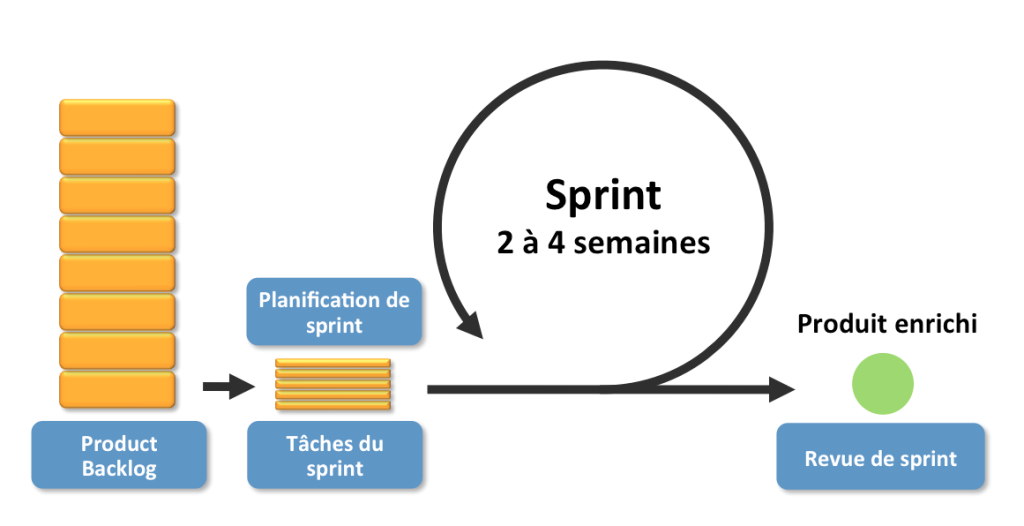 Sprint
2 à 4 semaines
Planification de
sprint
Produit enrichi
Product
Backlog
Tâches du
sprint
Revue de sprint